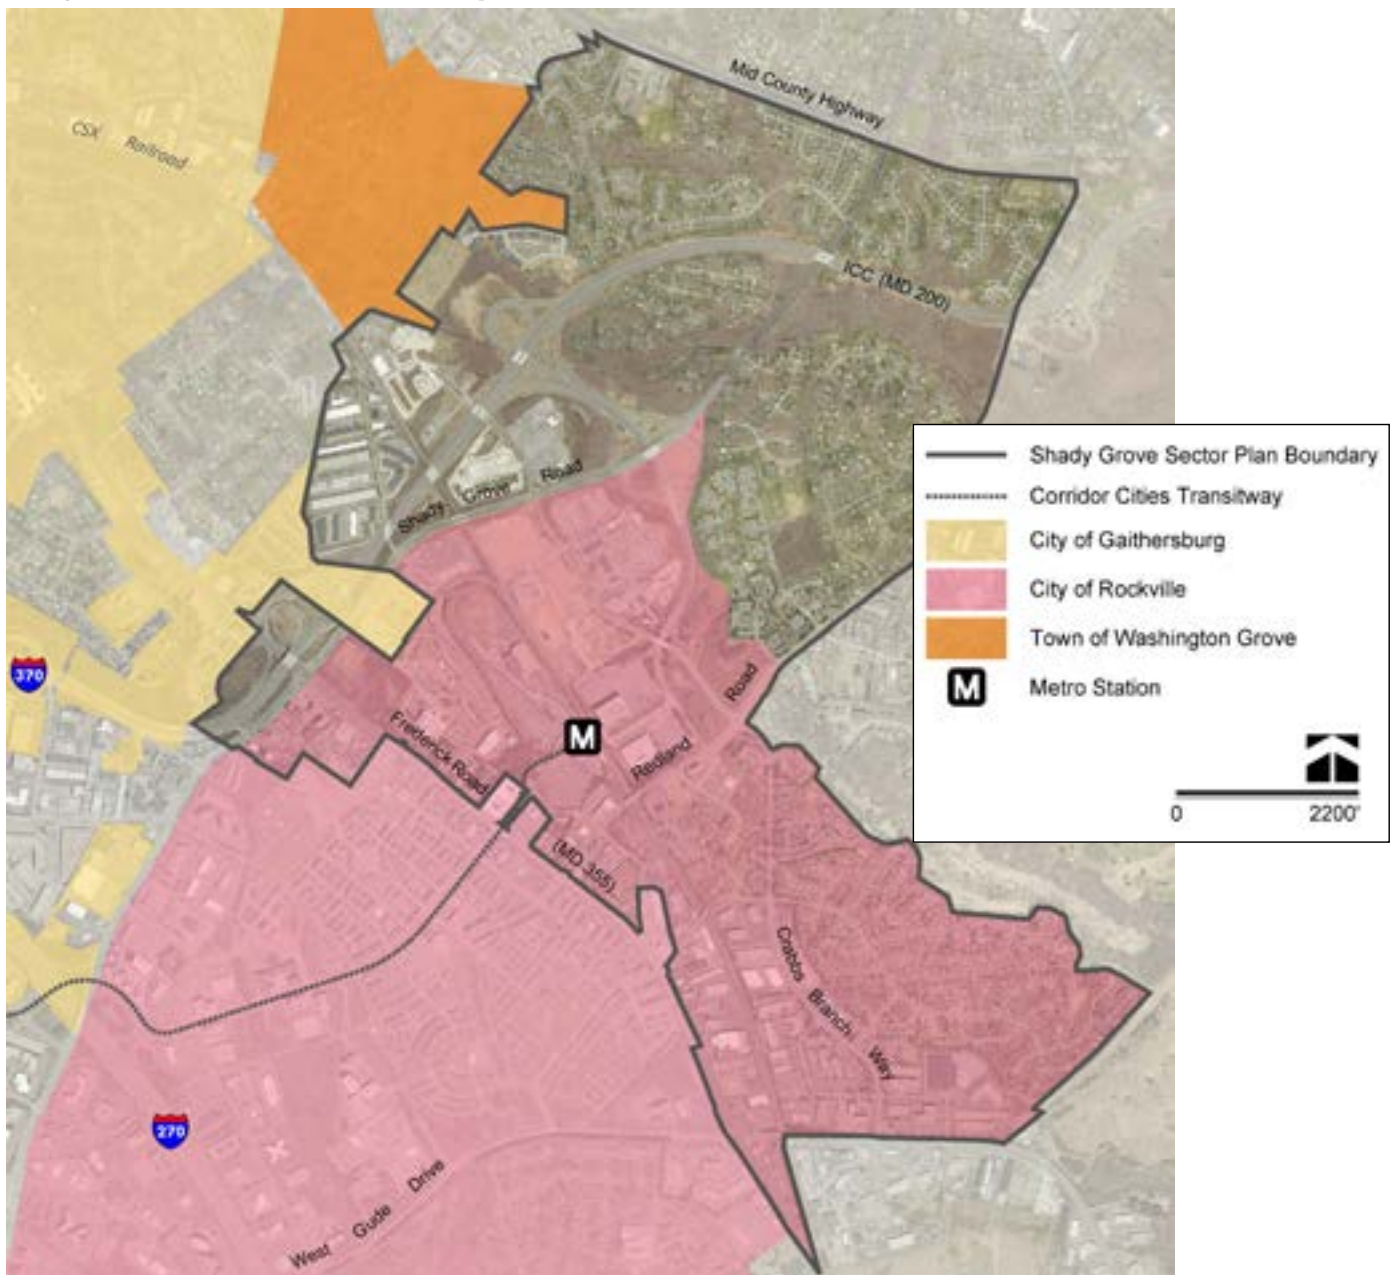 Mid County Highway
CSX Railroad
ICC (MD 200)
Shady Grove Road
Shady Grove Sector Plan Boundary
Corridor Cities Transitway
City of Gaithersburg
City of Rockville
Town of Washington Grove
M Metro Station
0 2200'
370
Frederick Road
M
Redland Road
(MD 355)
Crabbs Branch Way
270
West Gude Drive